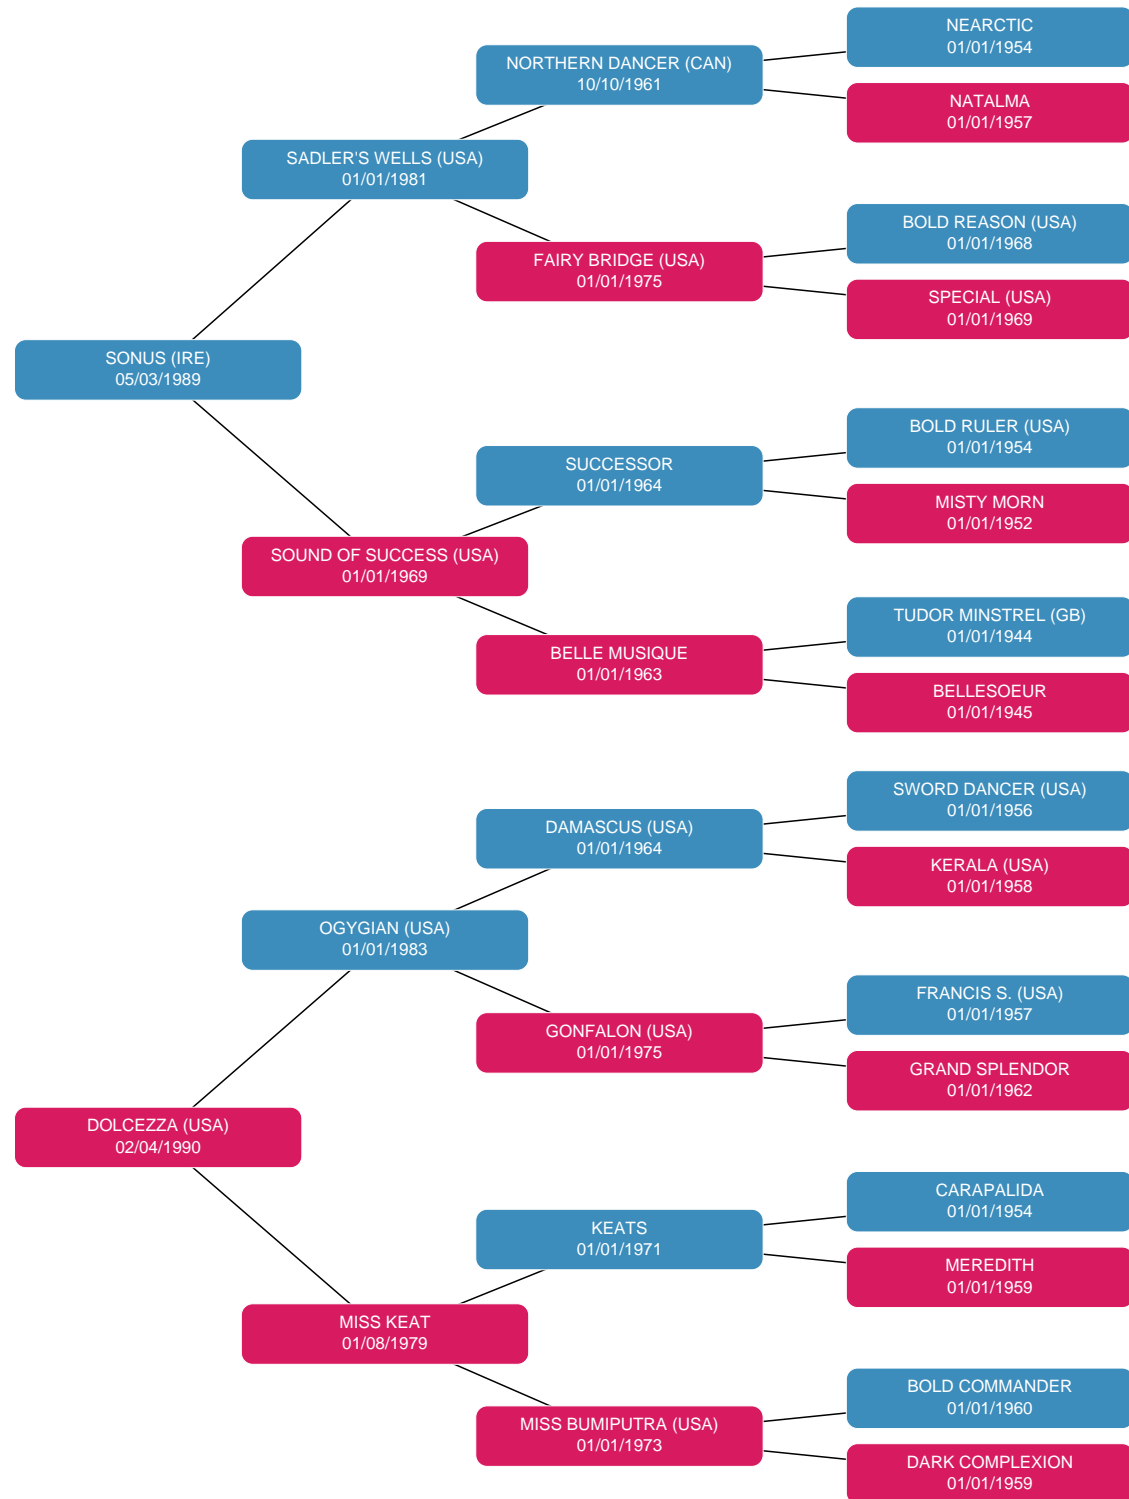 NEARCTIC
01/01/1954
NORTHERN DANCER (CAN)
10/10/1961
NATALMA
01/01/1957
SADLER'S WELLS (USA)
01/01/1981
BOLD REASON (USA)
01/01/1968
FAIRY BRIDGE (USA)
01/01/1975
SPECIAL (USA)
01/01/1969
SONUS (IRE)
05/03/1989
BOLD RULER (USA)
01/01/1954
SUCCESSOR
01/01/1964
MISTY MORN
01/01/1952
SOUND OF SUCCESS (USA)
01/01/1969
TUDOR MINSTREL (GB)
01/01/1944
BELLE MUSIQUE
01/01/1963
BELLESOEUR
01/01/1945
SWORD DANCER (USA)
01/01/1956
DAMASCUS (USA)
01/01/1964
KERALA (USA)
01/01/1958
OGYGIAN (USA)
01/01/1983
FRANCIS S. (USA)
01/01/1957
GONFALON (USA)
01/01/1975
GRAND SPLENDOR
01/01/1962
DOLCEZZA (USA)
02/04/1990
CARAPALIDA
01/01/1954
KEATS
01/01/1971
MEREDITH
01/01/1959
MISS KEAT
01/08/1979
BOLD COMMANDER
01/01/1960
MISS BUMIPUTRA (USA)
01/01/1973
DARK COMPLEXION
01/01/1959